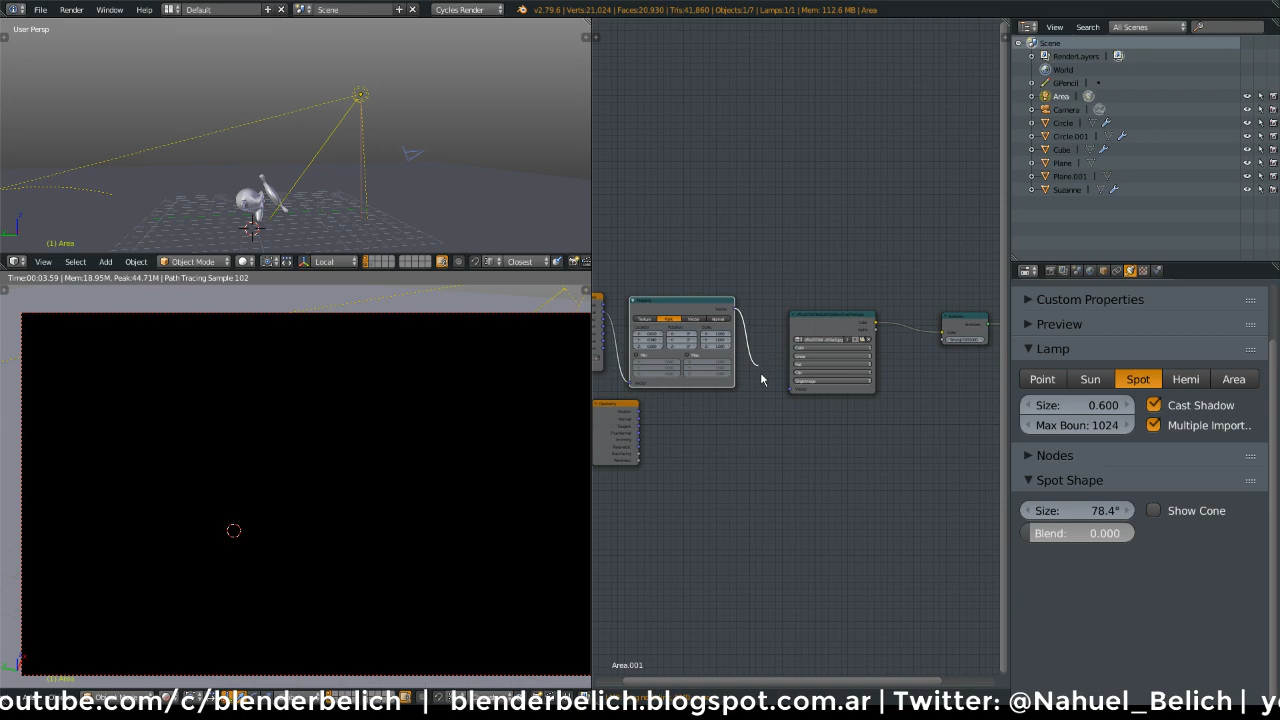 File Render Window Help Default Scene Cycles Render v2.79.6 | Verts:21,024 | Faces:20,930 | Tris:41,860 | Objects:1/7 | Lamps:1/1 | Mem: 112.6 MB | Area
User Persp
(1) Area
View Select Add Object Object Mode Local Closest
Time:00:03.59 | Mem:18.95M, Peak:44.71M | Path Tracing Sample 102
Area.001
View Search All Scenes
Scene
RenderLayers |
World
GPencil |
Area |
Camera |
Circle |
Circle.001 |
Cube |
Plane |
Plane.001 |
Suzanne |
Custom Properties
Preview
Lamp
Point Sun Spot Hemi Area
Size: 0.600 Cast Shadow
Max Boun: 1024 Multiple Import..
Nodes
Spot Shape
Size: 78.4° Show Cone
Blend: 0.000
outube.com/c/blenderbelich | blenderbelich.blogspot.com.ar | Twitter: @Nahuel_Belich |